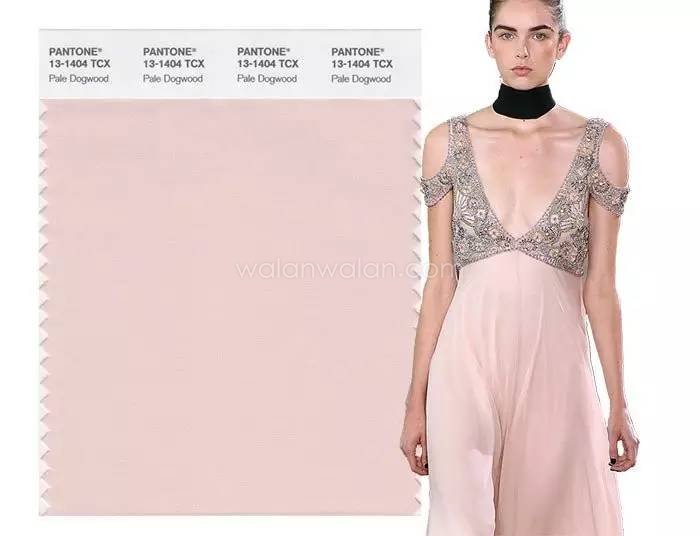 PANTONE® PANTONE® PANTONE® PANTONE®
13-1404 TCX 13-1404 TCX 13-1404 TCX 13-1404 TCX
Pale Dogwood Pale Dogwood Pale Dogwood Pale Dogwood
walanwalan.com